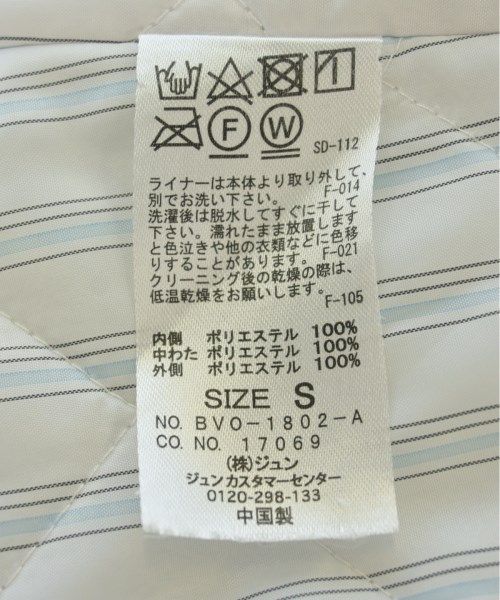 F W
SD-112
ライナーは本体より取り外して、
別でお洗い下さい。 F-014
洗濯後は脱水してすぐに干して
下さい。濡れたまま放置します
と色泣きや他の衣類などに色移
りすることがあります。 F-021
クリーニング後の乾燥の際は、
低温乾燥をお願いします。 F-105
内側 ポリエステル 100%
中わた ポリエステル 100%
外側 ポリエステル 100%
SIZE S
NO. BVO-1802-A
CO. NO. 17069
(株)ジュン
ジュンカスタマーセンター
0120-298-133
中国製